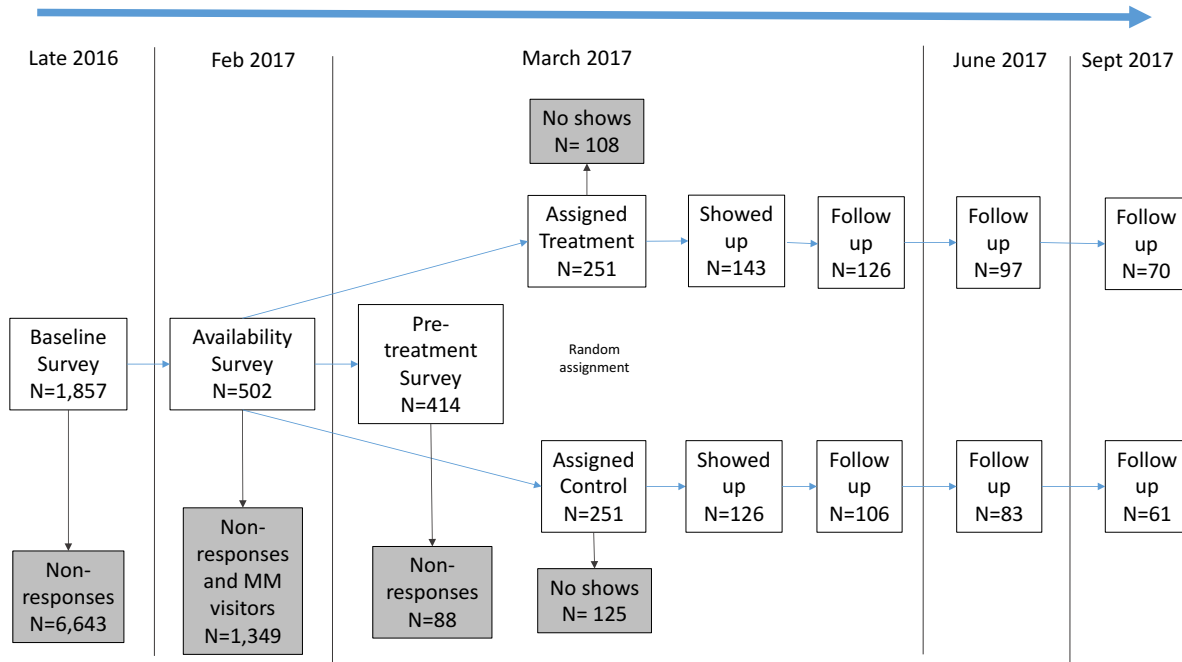 Late 2016
Feb 2017
March 2017
June 2017
Sept 2017
No shows
N= 108
Assigned
Treatment
N=251
Showed
up
N=143
Follow
up
N=126
Follow
up
N=97
Follow
up
N=70
Baseline
Survey
N=1,857
Availability
Survey
N=502
Pre-
treatment
Survey
N=414
Random
assignment
Assigned
Control
N=251
Showed
up
N=126
Follow
up
N=106
Follow
up
N=83
Follow
up
N=61
Non-
responses
N=6,643
Non-
responses
and MM
visitors
N=1,349
Non-
responses
N=88
No shows
N= 125